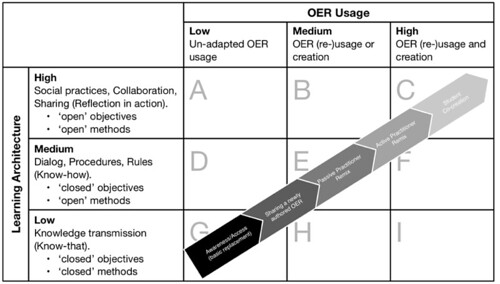 OER Usage
Low
Un-adapted OER
usage
Medium
OER (re-)usage or
creation
High
OER (re-)usage and
creation
Learning Architecture
High
Social practices, Collaboration,
Sharing (Reflection in action).
• 'open' objectives
• 'open' methods
A
B
C
Medium
Dialog, Procedures, Rules
(Know-how).
• 'closed' objectives
• 'open' methods
D
E
F
Low
Knowledge transmission
(Know-that).
• 'closed' objectives
• 'closed' methods
G
H
I
Awareness/Access
(basic replacement)
Sharing a newly
authored OER
Passive Practitioner
Remix
Active Practitioner
Remix
Student
Co-creation